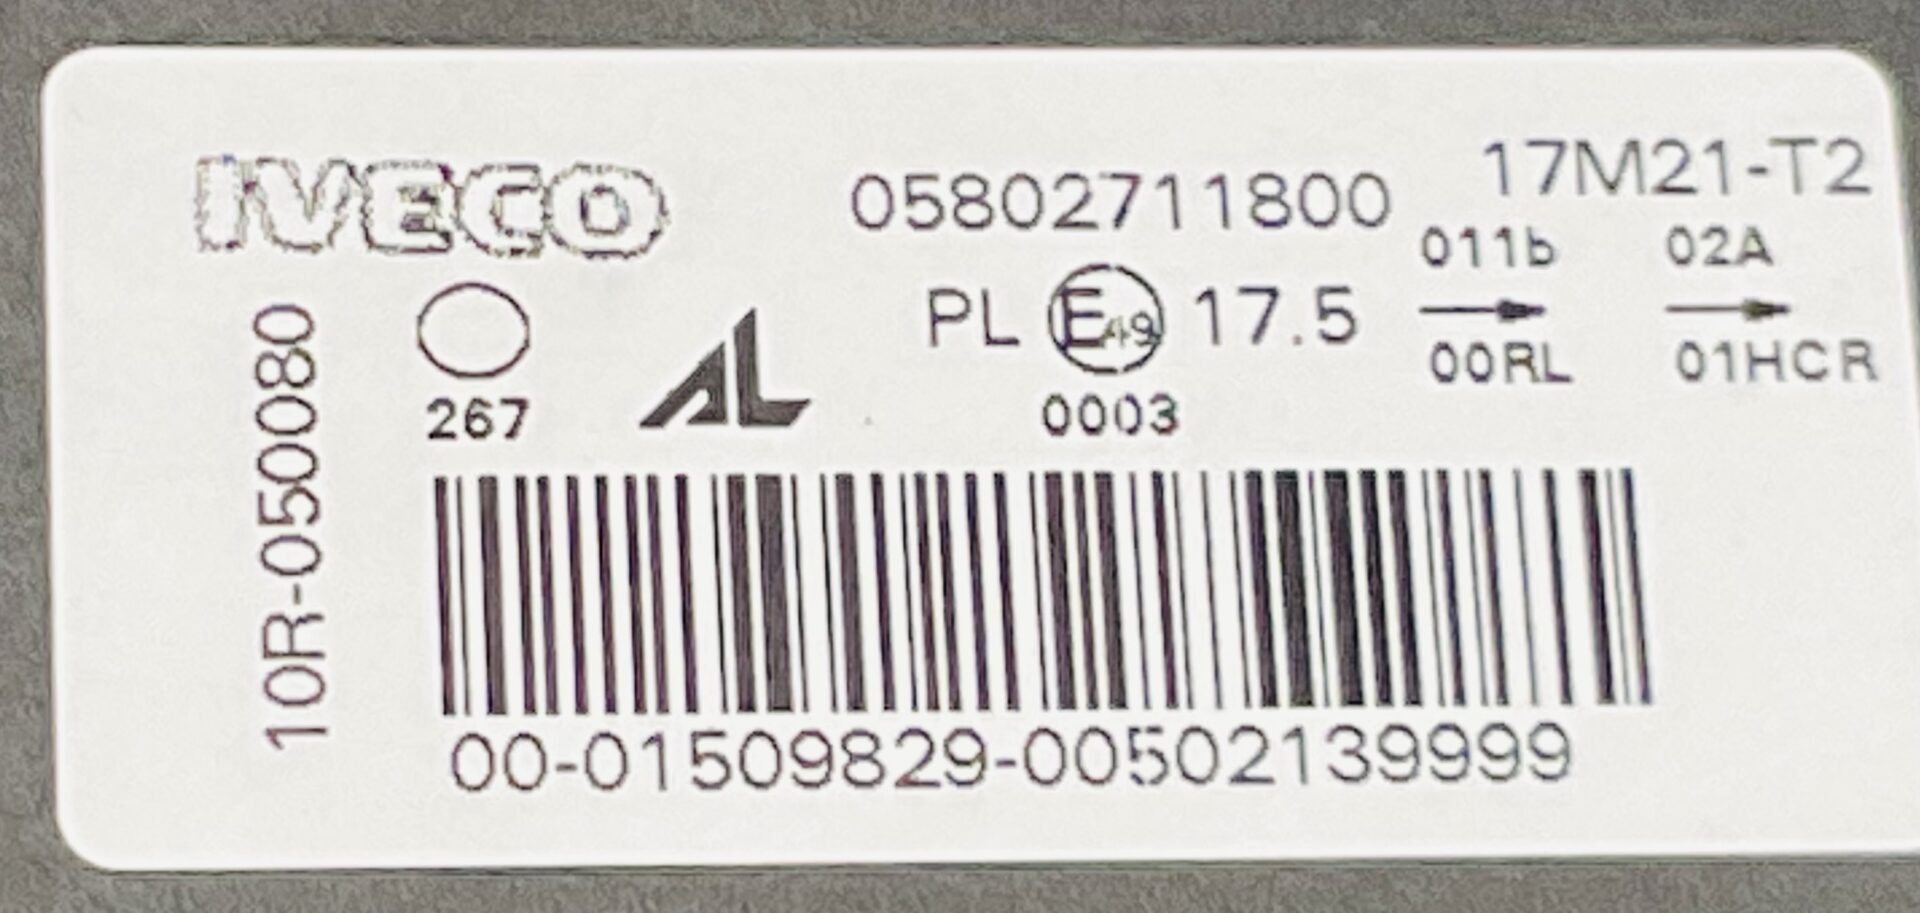 IVECO 05802711800 17M21-T2
011b 02A
PL E49 17.5
00RL 01HCR
267 AL 0003
10R-050080
00-01509829-00502139999